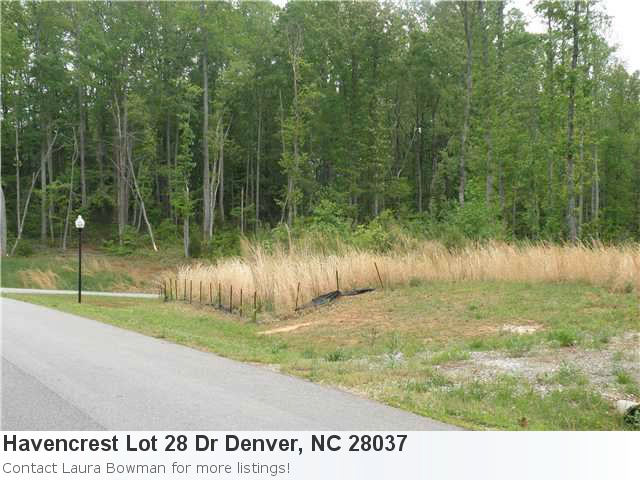 Havencrest Lot 28 Dr Denver, NC 28037
Contact Laura Bowman for more listings!